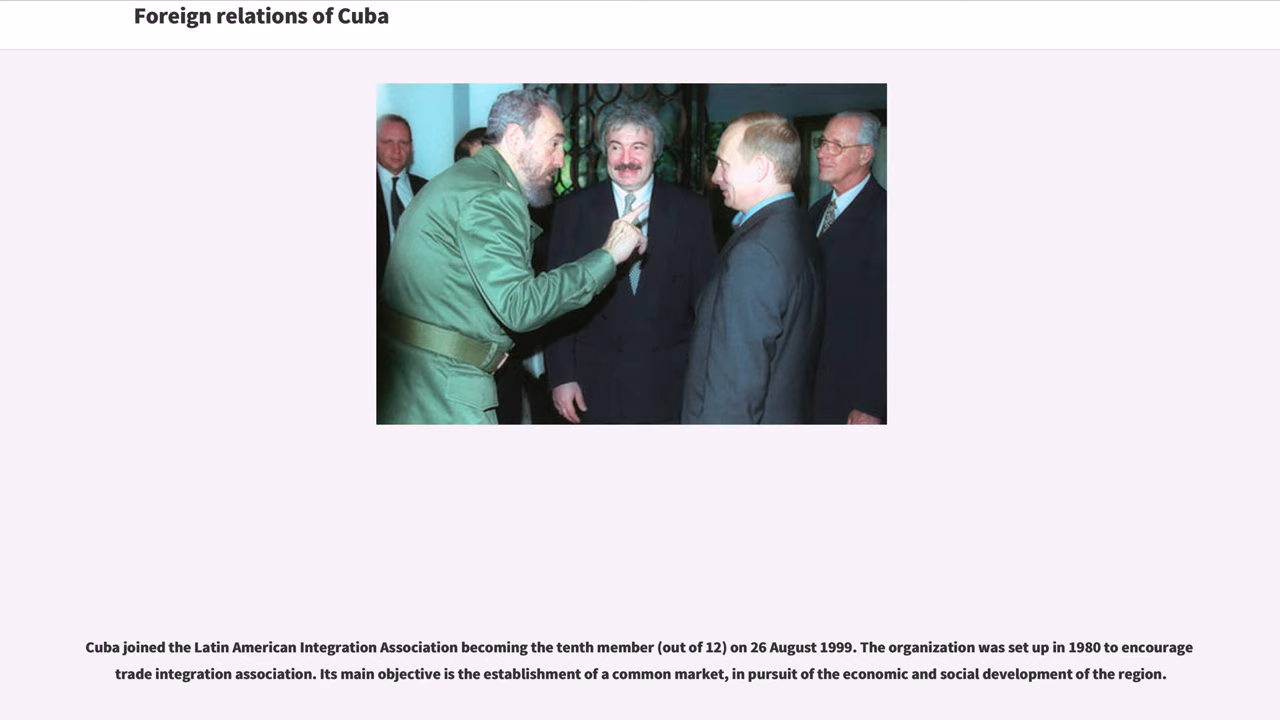 Foreign relations of Cuba
Cuba joined the Latin American Integration Association becoming the tenth member (out of 12) on 26 August 1999. The organization was set up in 1980 to encourage
trade integration association. Its main objective is the establishment of a common market, in pursuit of the economic and social development of the region.